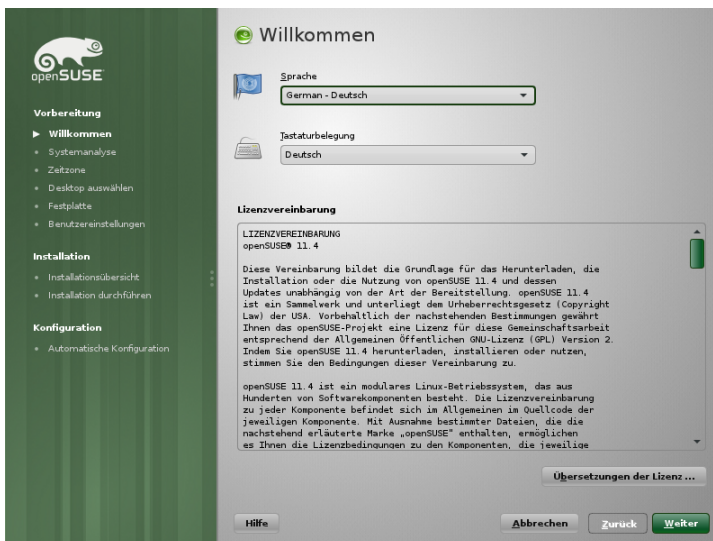 openSUSE
Vorbereitung
Willkommen
Systemanalyse
Zeitzone
Desktop auswählen
Festplatte
Benutzereinstellungen
Installation
Installationsübersicht
Installation durchführen
Konfiguration
Automatische Konfiguration
Willkommen
Sprache
German - Deutsch
Tastaturbelegung
Deutsch
Lizenzvereinbarung
LIZENZVEREINBARUNG
openSUSE® 11.4
Diese Vereinbarung bildet die Grundlage für das Herunterladen, die
Installation oder die Nutzung von openSUSE 11.4 und dessen
Updates unabhängig von der Art der Bereitstellung. openSUSE 11.4
ist ein Sammelwerk und unterliegt dem Urheberrechtsgesetz (Copyright
Law) der USA. Vorbehaltlich der nachstehenden Bestimmungen gewährt
Ihnen das openSUSE-Projekt eine Lizenz für diese Gemeinschaftsarbeit
entsprechend der Allgemeinen Öffentlichen GNU-Lizenz (GPL) Version 2.
Indem Sie openSUSE 11.4 herunterladen, installieren oder nutzen,
stimmen Sie den Bedingungen dieser Vereinbarung zu.
openSUSE 11.4 ist ein modulares Linux-Betriebssystem, das aus
Hunderten von Softwarekomponenten besteht. Die Lizenzvereinbarung
zu jeder Komponente befindet sich im Allgemeinen im Quellcode der
jeweiligen Komponente. Mit Ausnahme bestimmter Dateien, die die
nachstehend erläuterte Marke „openSUSE" enthalten, ermöglichen
es Ihnen die Lizenzbedingungen zu den Komponenten, die jeweilige
Übersetzungen der Lizenz ...
Hilfe
Abbrechen
Zurück
Weiter